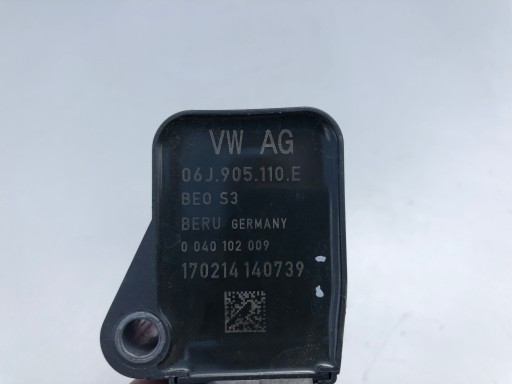 VW AG
06J.905.110.E
BEO S3
BERU GERMANY
0 040 102 009
170214 140739